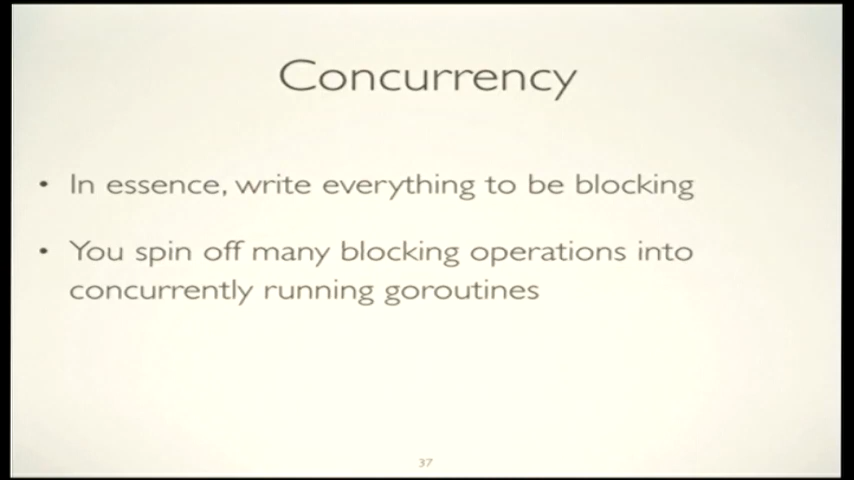 Concurrency
• In essence, write everything to be blocking
• You spin off many blocking operations into
concurrently running goroutines
37